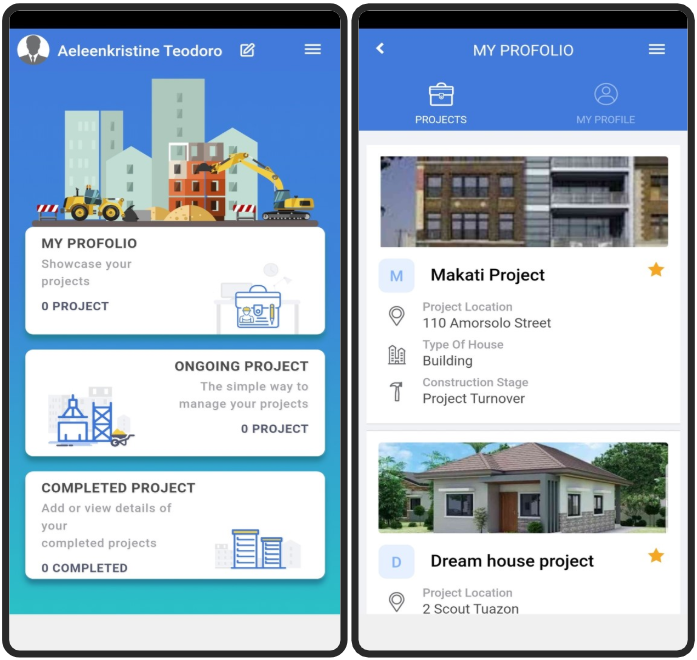 Aeleenkristine Teodoro
MY PROFOLIO
Showcase your
projects
0 PROJECT
ONGOING PROJECT
The simple way to
manage your projects
0 PROJECT
COMPLETED PROJECT
Add or view details of
your
completed projects
0 COMPLETED
MY PROFOLIO
PROJECTS
MY PROFILE
M
Makati Project
Project Location
110 Amorsolo Street
Type Of House
Building
Construction Stage
Project Turnover
D
Dream house project
Project Location
2 Scout Tuazon